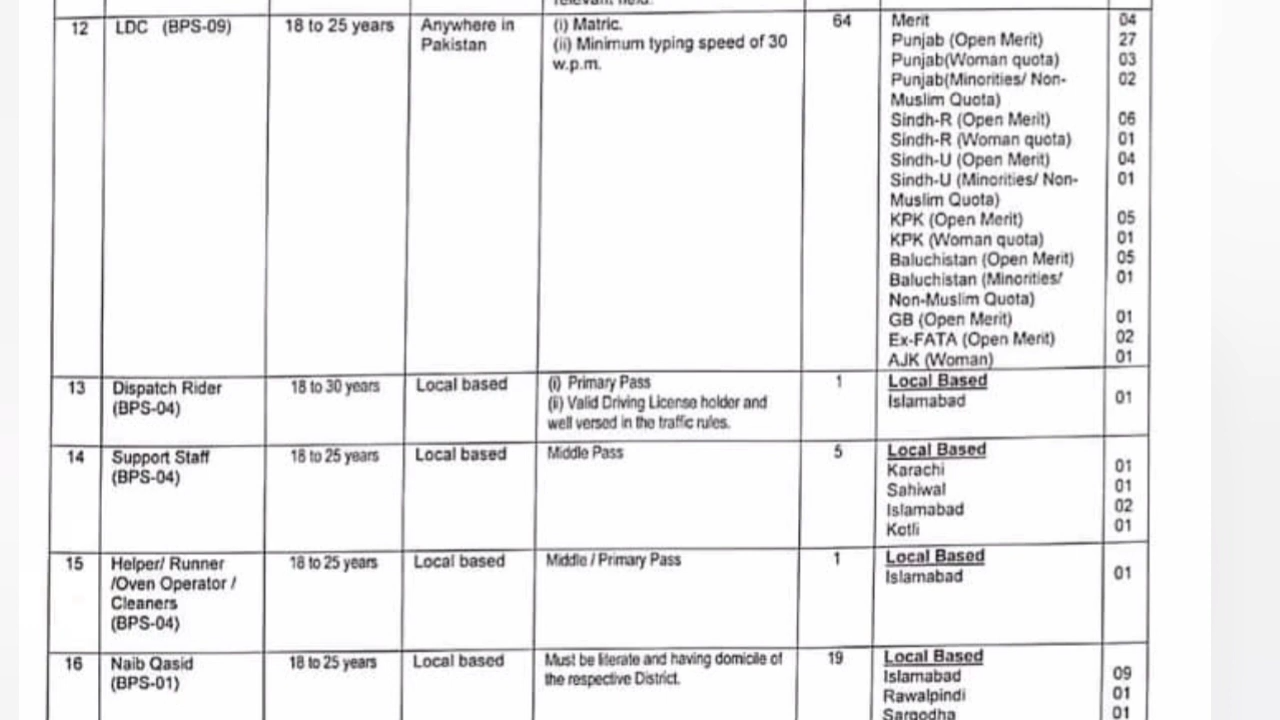 relevant field.
12 LDC (BPS-09) 18 to 25 years Anywhere in Pakistan (i) Matric. (ii) Minimum typing speed of 30 w.p.m. 64
Merit 04
Punjab (Open Merit) 27
Punjab(Woman quota) 03
Punjab(Minorities/ Non-
Muslim Quota) 02
Sindh-R (Open Merit) 06
Sindh-R (Woman quota) 01
Sindh-U (Open Merit) 04
Sindh-U (Minorities/ Non-
Muslim Quota) 01
KPK (Open Merit) 05
KPK (Woman quota) 01
Baluchistan (Open Merit) 05
Baluchistan (Minorities/
Non-Muslim Quota) 01
GB (Open Merit) 01
Ex-FATA (Open Merit) 02
AJK (Woman) 01
13 Dispatch Rider (BPS-04) 18 to 30 years Local based (i) Primary Pass (ii) Valid Driving License holder and well versed in the traffic rules. 1
Local Based
Islamabad 01
14 Support Staff (BPS-04) 18 to 25 years Local based Middle Pass 5
Local Based
Karachi 01
Sahiwal 01
Islamabad 02
Kotli 01
15 Helper/ Runner /Oven Operator / Cleaners (BPS-04) 18 to 25 years Local based Middle / Primary Pass 1
Local Based
Islamabad 01
16 Naib Qasid (BPS-01) 18 to 25 years Local based Must be literate and having domicile of the respective District. 19
Local Based
Islamabad 09
Rawalpindi 01
Sargodha 01